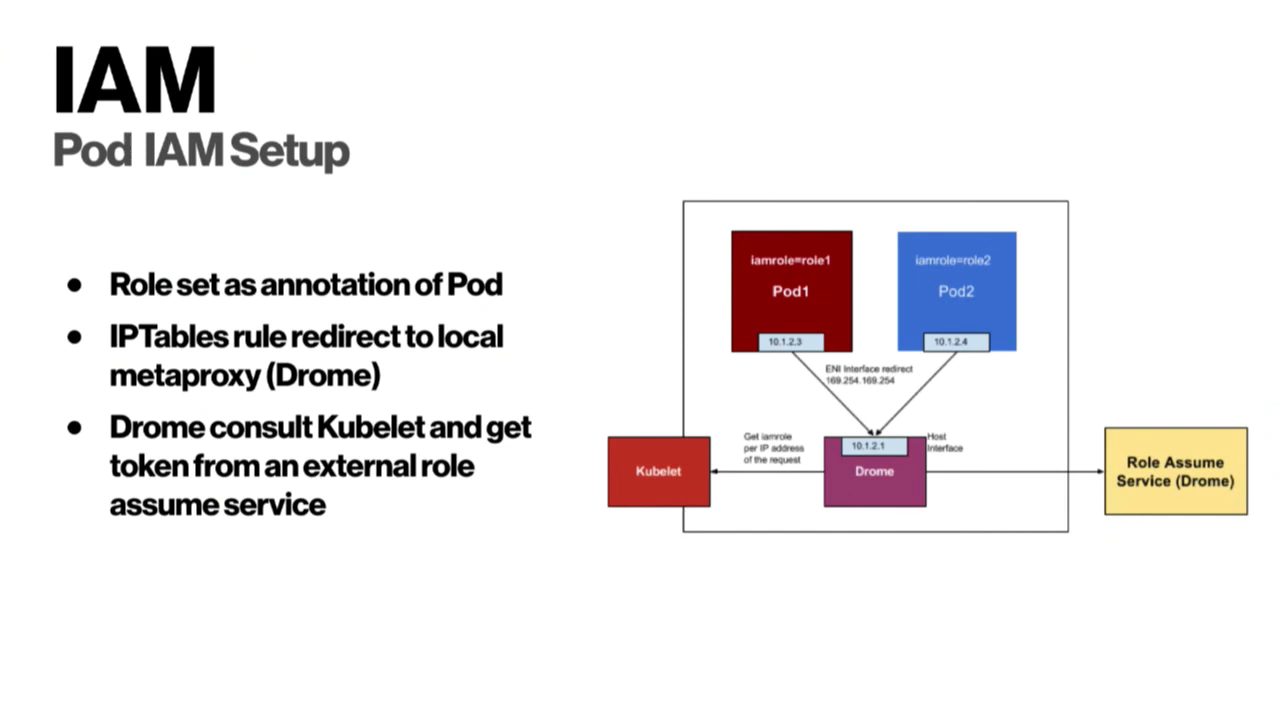 IAM
Pod IAM Setup
● Role set as annotation of Pod
● IPTables rule redirect to local
metaproxy (Drome)
● Drome consult Kubelet and get
token from an external role
assume service
iamrole=role1
Pod1
10.1.2.3
iamrole=role2
Pod2
10.1.2.4
ENI Interface redirect
169.254.169.254
Get iamrole
per IP address
of the request
10.1.2.1
Host
Interface
Kubelet
Drome
Role Assume
Service (Drome)